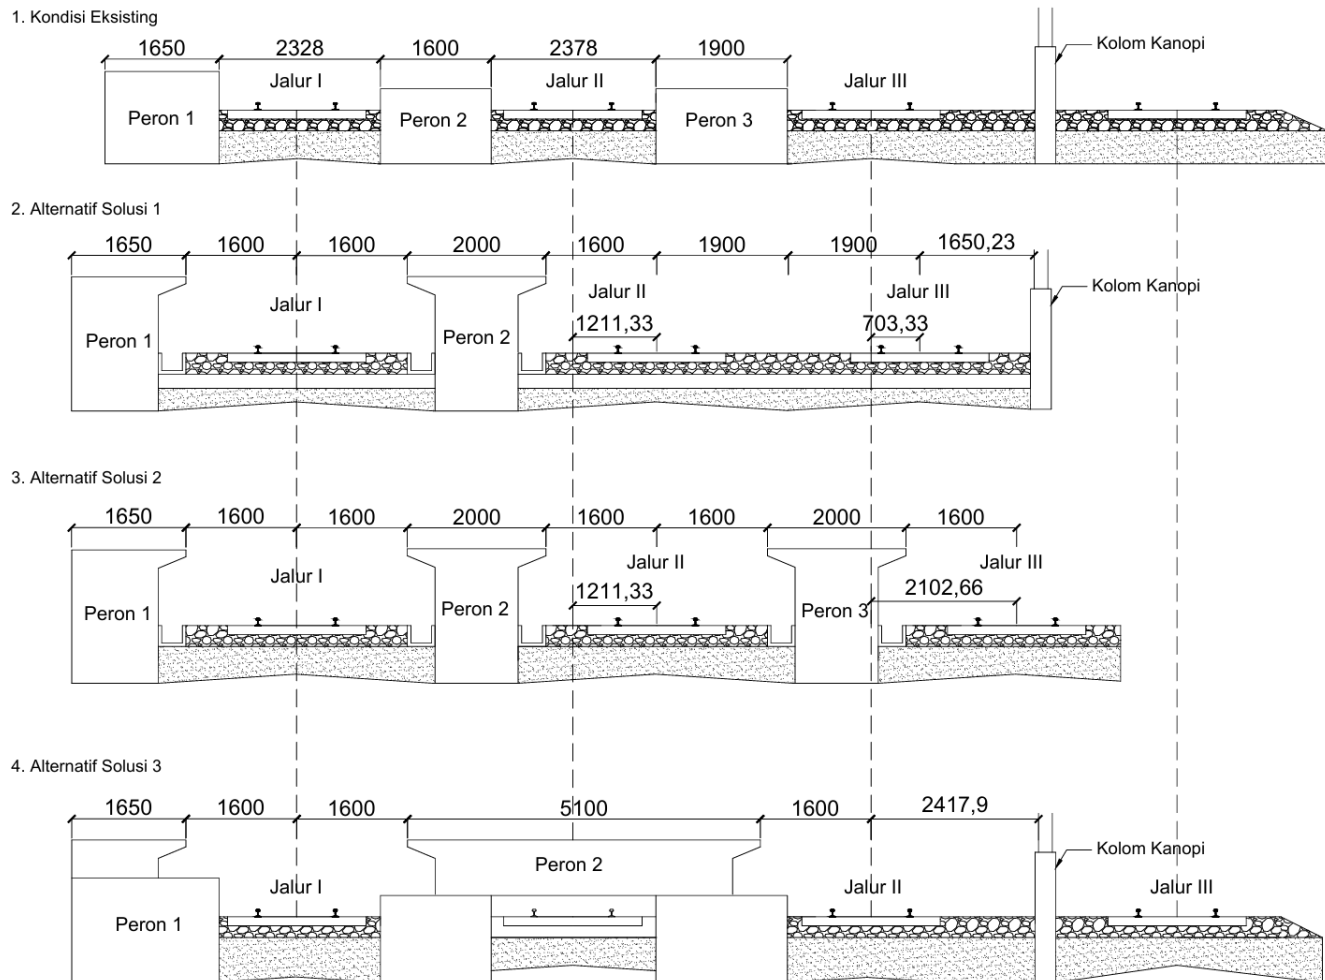 1. Kondisi Eksisting
1650 2328 1600 2378 1900
Kolom Kanopi
Jalur I Jalur II Jalur III
Peron 1 Peron 2 Peron 3
2. Alternatif Solusi 1
1650 1600 1600 2000 1600 1900 1900 1650,23
Kolom Kanopi
Jalur I Jalur II Jalur III
1211,33 703,33
Peron 1 Peron 2
3. Alternatif Solusi 2
1650 1600 1600 2000 1600 1600 2000 1600
Jalur I Jalur II Jalur III
1211,33 2102,66
Peron 1 Peron 2 Peron 3
4. Alternatif Solusi 3
1650 1600 1600 5100 1600 2417,9
Kolom Kanopi
Peron 2
Jalur I Jalur II Jalur III
Peron 1